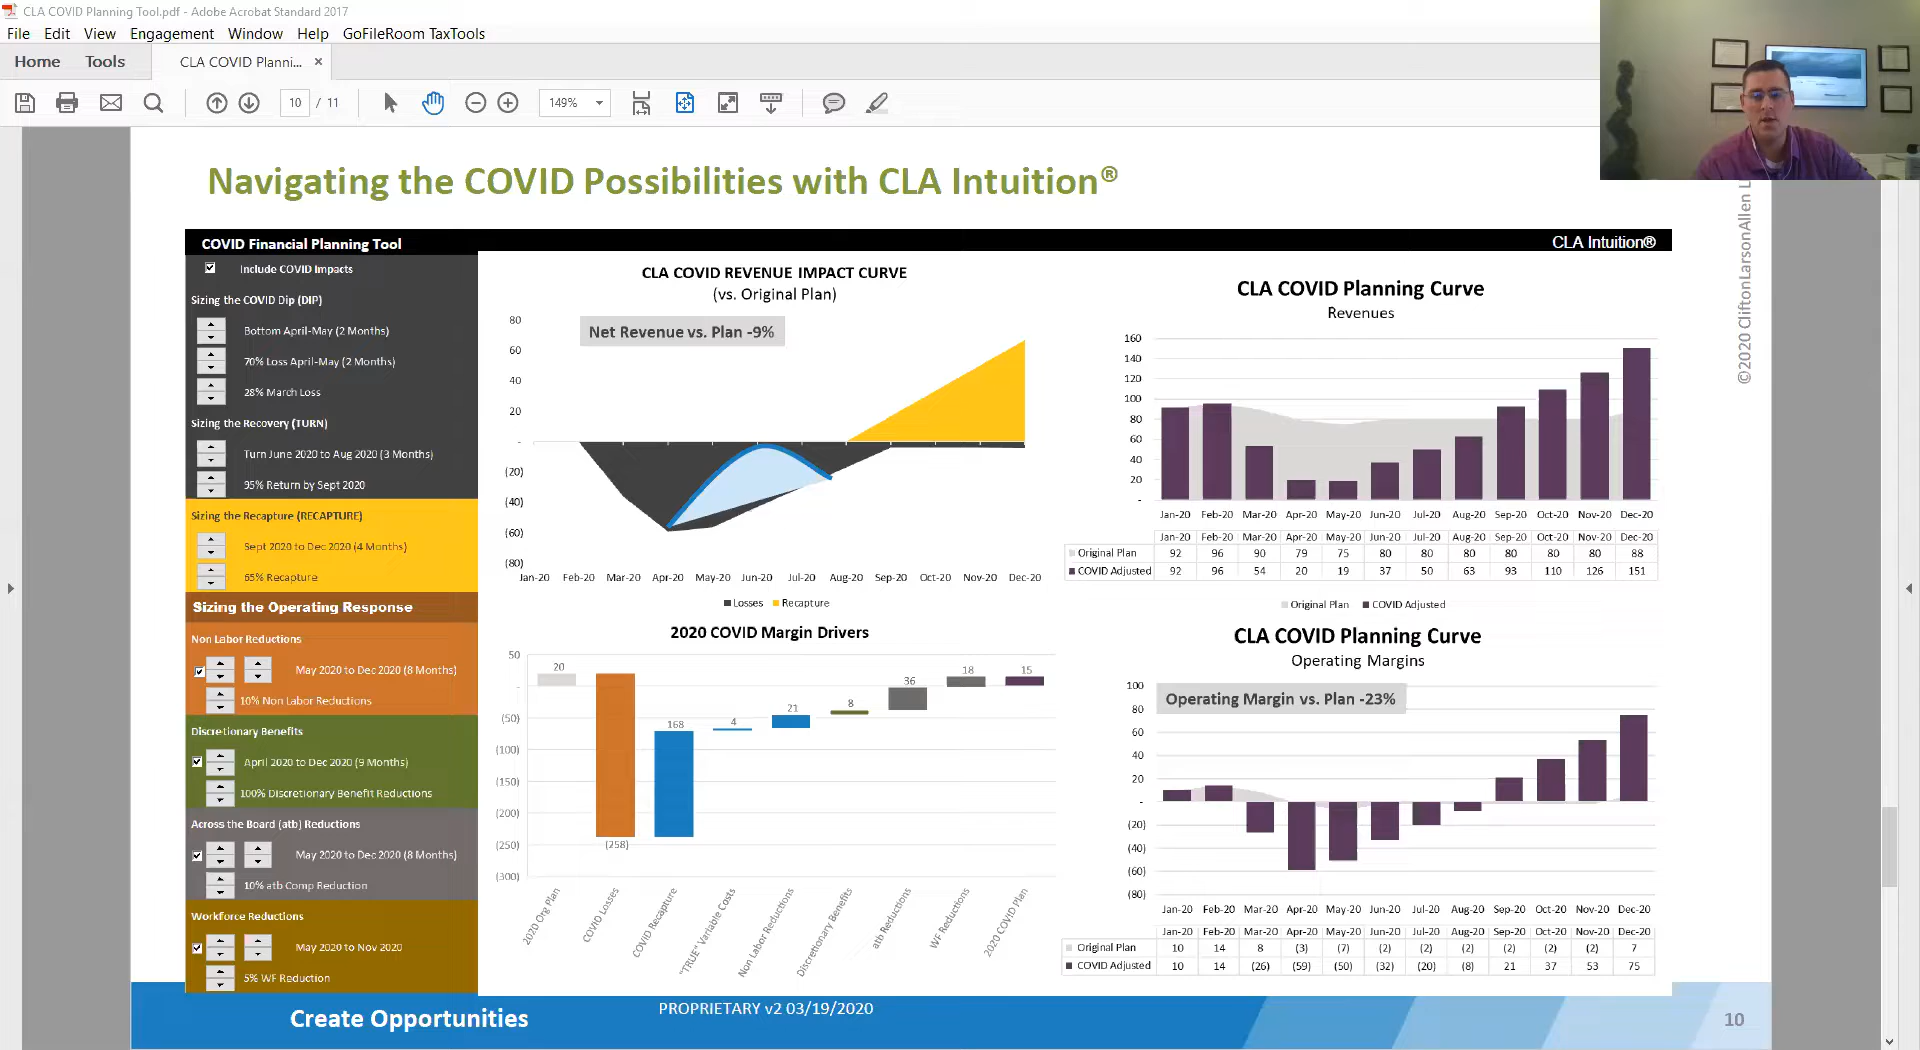 CLA COVID Planning Tool.pdf - Adobe Acrobat Standard 2017
File Edit View Engagement Window Help GoFileRoom TaxTools
Home Tools CLA COVID Planni... ×
10 / 11 149%
Navigating the COVID Possibilities with CLA Intuition®
©2020 CliftonLarsonAllen L
COVID Financial Planning Tool
CLA Intuition®
Include COVID Impacts
Sizing the COVID Dip (DIP)
Bottom April-May (2 Months)
70% Loss April-May (2 Months)
28% March Loss
Sizing the Recovery (TURN)
Turn June 2020 to Aug 2020 (3 Months)
95% Return by Sept 2020
Sizing the Recapture (RECAPTURE)
Sept 2020 to Dec 2020 (4 Months)
65% Recapture
Sizing the Operating Response
Non Labor Reductions
May 2020 to Dec 2020 (8 Months)
10% Non Labor Reductions
Discretionary Benefits
April 2020 to Dec 2020 (9 Months)
100% Discretionary Benefit Reductions
Across the Board (atb) Reductions
May 2020 to Dec 2020 (8 Months)
10% atb Comp Reduction
Workforce Reductions
May 2020 to Nov 2020
5% WF Reduction
CLA COVID REVENUE IMPACT CURVE
(vs. Original Plan)
Net Revenue vs. Plan -9%
80
60
40
20
-
(20)
(40)
(60)
(80)
Jan-20 Feb-20 Mar-20 Apr-20 May-20 Jun-20 Jul-20 Aug-20 Sep-20 Oct-20 Nov-20 Dec-20
Losses Recapture
CLA COVID Planning Curve
Revenues
160
140
120
100
80
60
40
20
-
Jan-20 Feb-20 Mar-20 Apr-20 May-20 Jun-20 Jul-20 Aug-20 Sep-20 Oct-20 Nov-20 Dec-20
Jan-20 Feb-20 Mar-20 Apr-20 May-20 Jun-20 Jul-20 Aug-20 Sep-20 Oct-20 Nov-20 Dec-20
Original Plan 92 96 90 79 75 80 80 80 80 80 80 88
COVID Adjusted 92 96 54 20 19 37 50 63 93 110 126 151
Original Plan COVID Adjusted
2020 COVID Margin Drivers
50
-
(50)
(100)
(150)
(200)
(250)
(300)
20
(258)
168
4
21
8
36
18
15
2020 Org Plan
COVID Losses
COVID Recapture
"TRUE" Variable Costs
Non Labor Reductions
Discretionary Benefits
atb Reductions
WF Reductions
2020 COVID Plan
CLA COVID Planning Curve
Operating Margins
Operating Margin vs. Plan -23%
100
80
60
40
20
-
(20)
(40)
(60)
(80)
Jan-20 Feb-20 Mar-20 Apr-20 May-20 Jun-20 Jul-20 Aug-20 Sep-20 Oct-20 Nov-20 Dec-20
Jan-20 Feb-20 Mar-20 Apr-20 May-20 Jun-20 Jul-20 Aug-20 Sep-20 Oct-20 Nov-20 Dec-20
Original Plan 10 14 8 (3) (7) (2) (2) (2) (2) (2) (2) 7
COVID Adjusted 10 14 (26) (59) (50) (32) (20) (8) 21 37 53 75
Create Opportunities
PROPRIETARY v2 03/19/2020
10